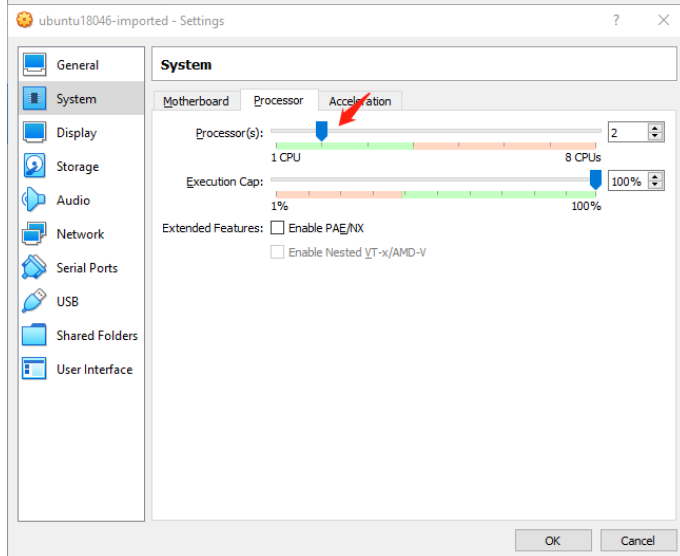 ubuntu18046-imported - Settings
?
General
System
Display
Storage
Audio
Network
Serial Ports
USB
Shared Folders
User Interface
System
Motherboard Processor Acceleration
Processor(s): 2
1 CPU 8 CPUs
Execution Cap: 100%
1% 100%
Extended Features: Enable PAE/NX
Enable Nested VT-x/AMD-V
OK Cancel